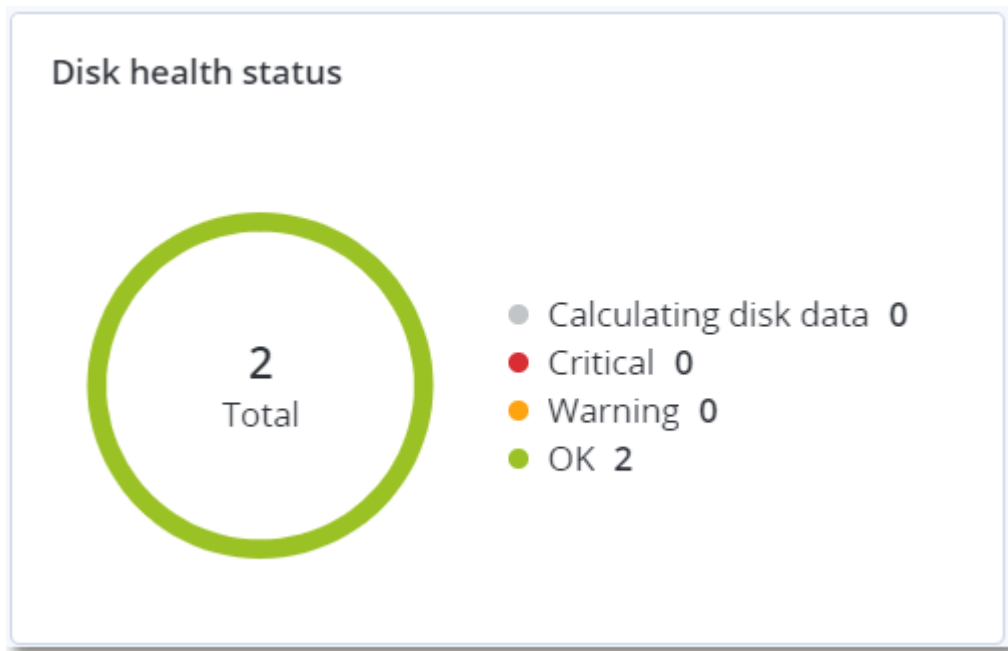 Disk health status
2
Total
Calculating disk data 0
Critical 0
Warning 0
OK 2